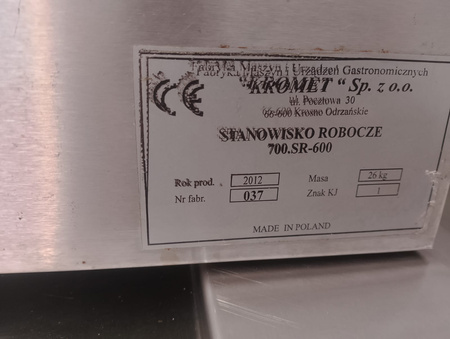 Fabryka Maszyn i Urządzeń Gastronomicznych
CE "KROMET" Sp. z o.o.
ul. Pocztowa 30
66-600 Krosno Odrzańskie
STANOWISKO ROBOCZE
700.SR-600
Rok prod. 2012 Masa 26 kg
Nr fabr. 037 Znak KJ 1
MADE IN POLAND